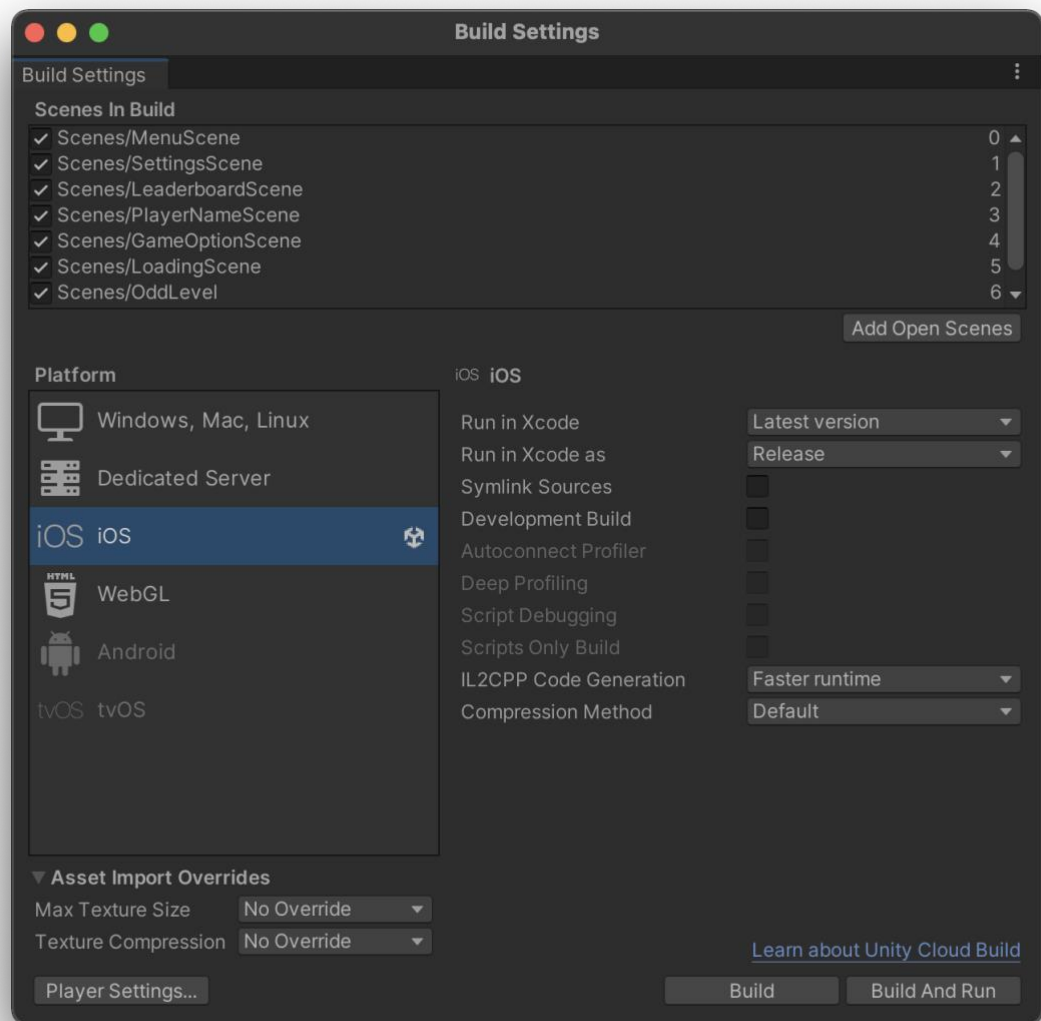 Build Settings
Build Settings
Scenes In Build
Scenes/MenuScene 0
Scenes/SettingsScene 1
Scenes/LeaderboardScene 2
Scenes/PlayerNameScene 3
Scenes/GameOptionScene 4
Scenes/LoadingScene 5
Scenes/OddLevel 6
Add Open Scenes
Platform
Windows, Mac, Linux
Dedicated Server
iOS iOS
HTML 5 WebGL
Android
tvOS tvOS
iOS iOS
Run in Xcode Latest version
Run in Xcode as Release
Symlink Sources
Development Build
Autoconnect Profiler
Deep Profiling
Script Debugging
Scripts Only Build
IL2CPP Code Generation Faster runtime
Compression Method Default
Asset Import Overrides
Max Texture Size No Override
Texture Compression No Override
Learn about Unity Cloud Build
Player Settings... Build Build And Run